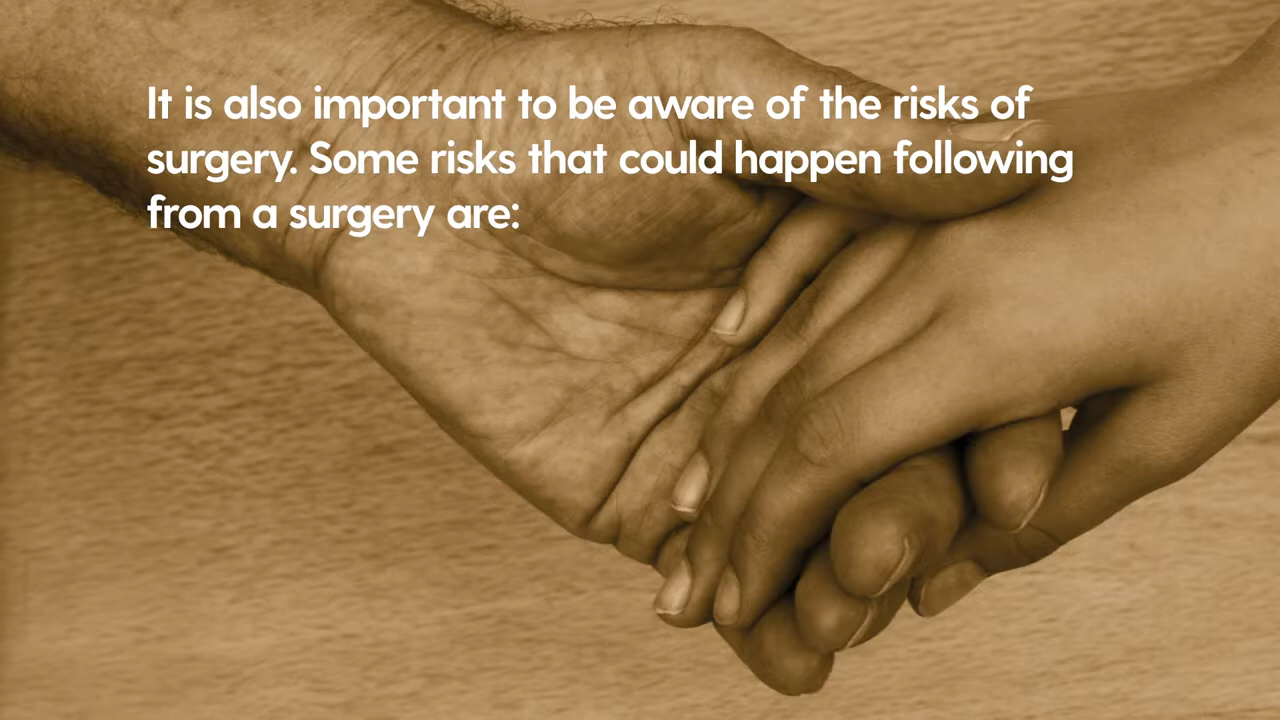 It is also important to be aware of the risks of
surgery. Some risks that could happen following
from a surgery are: